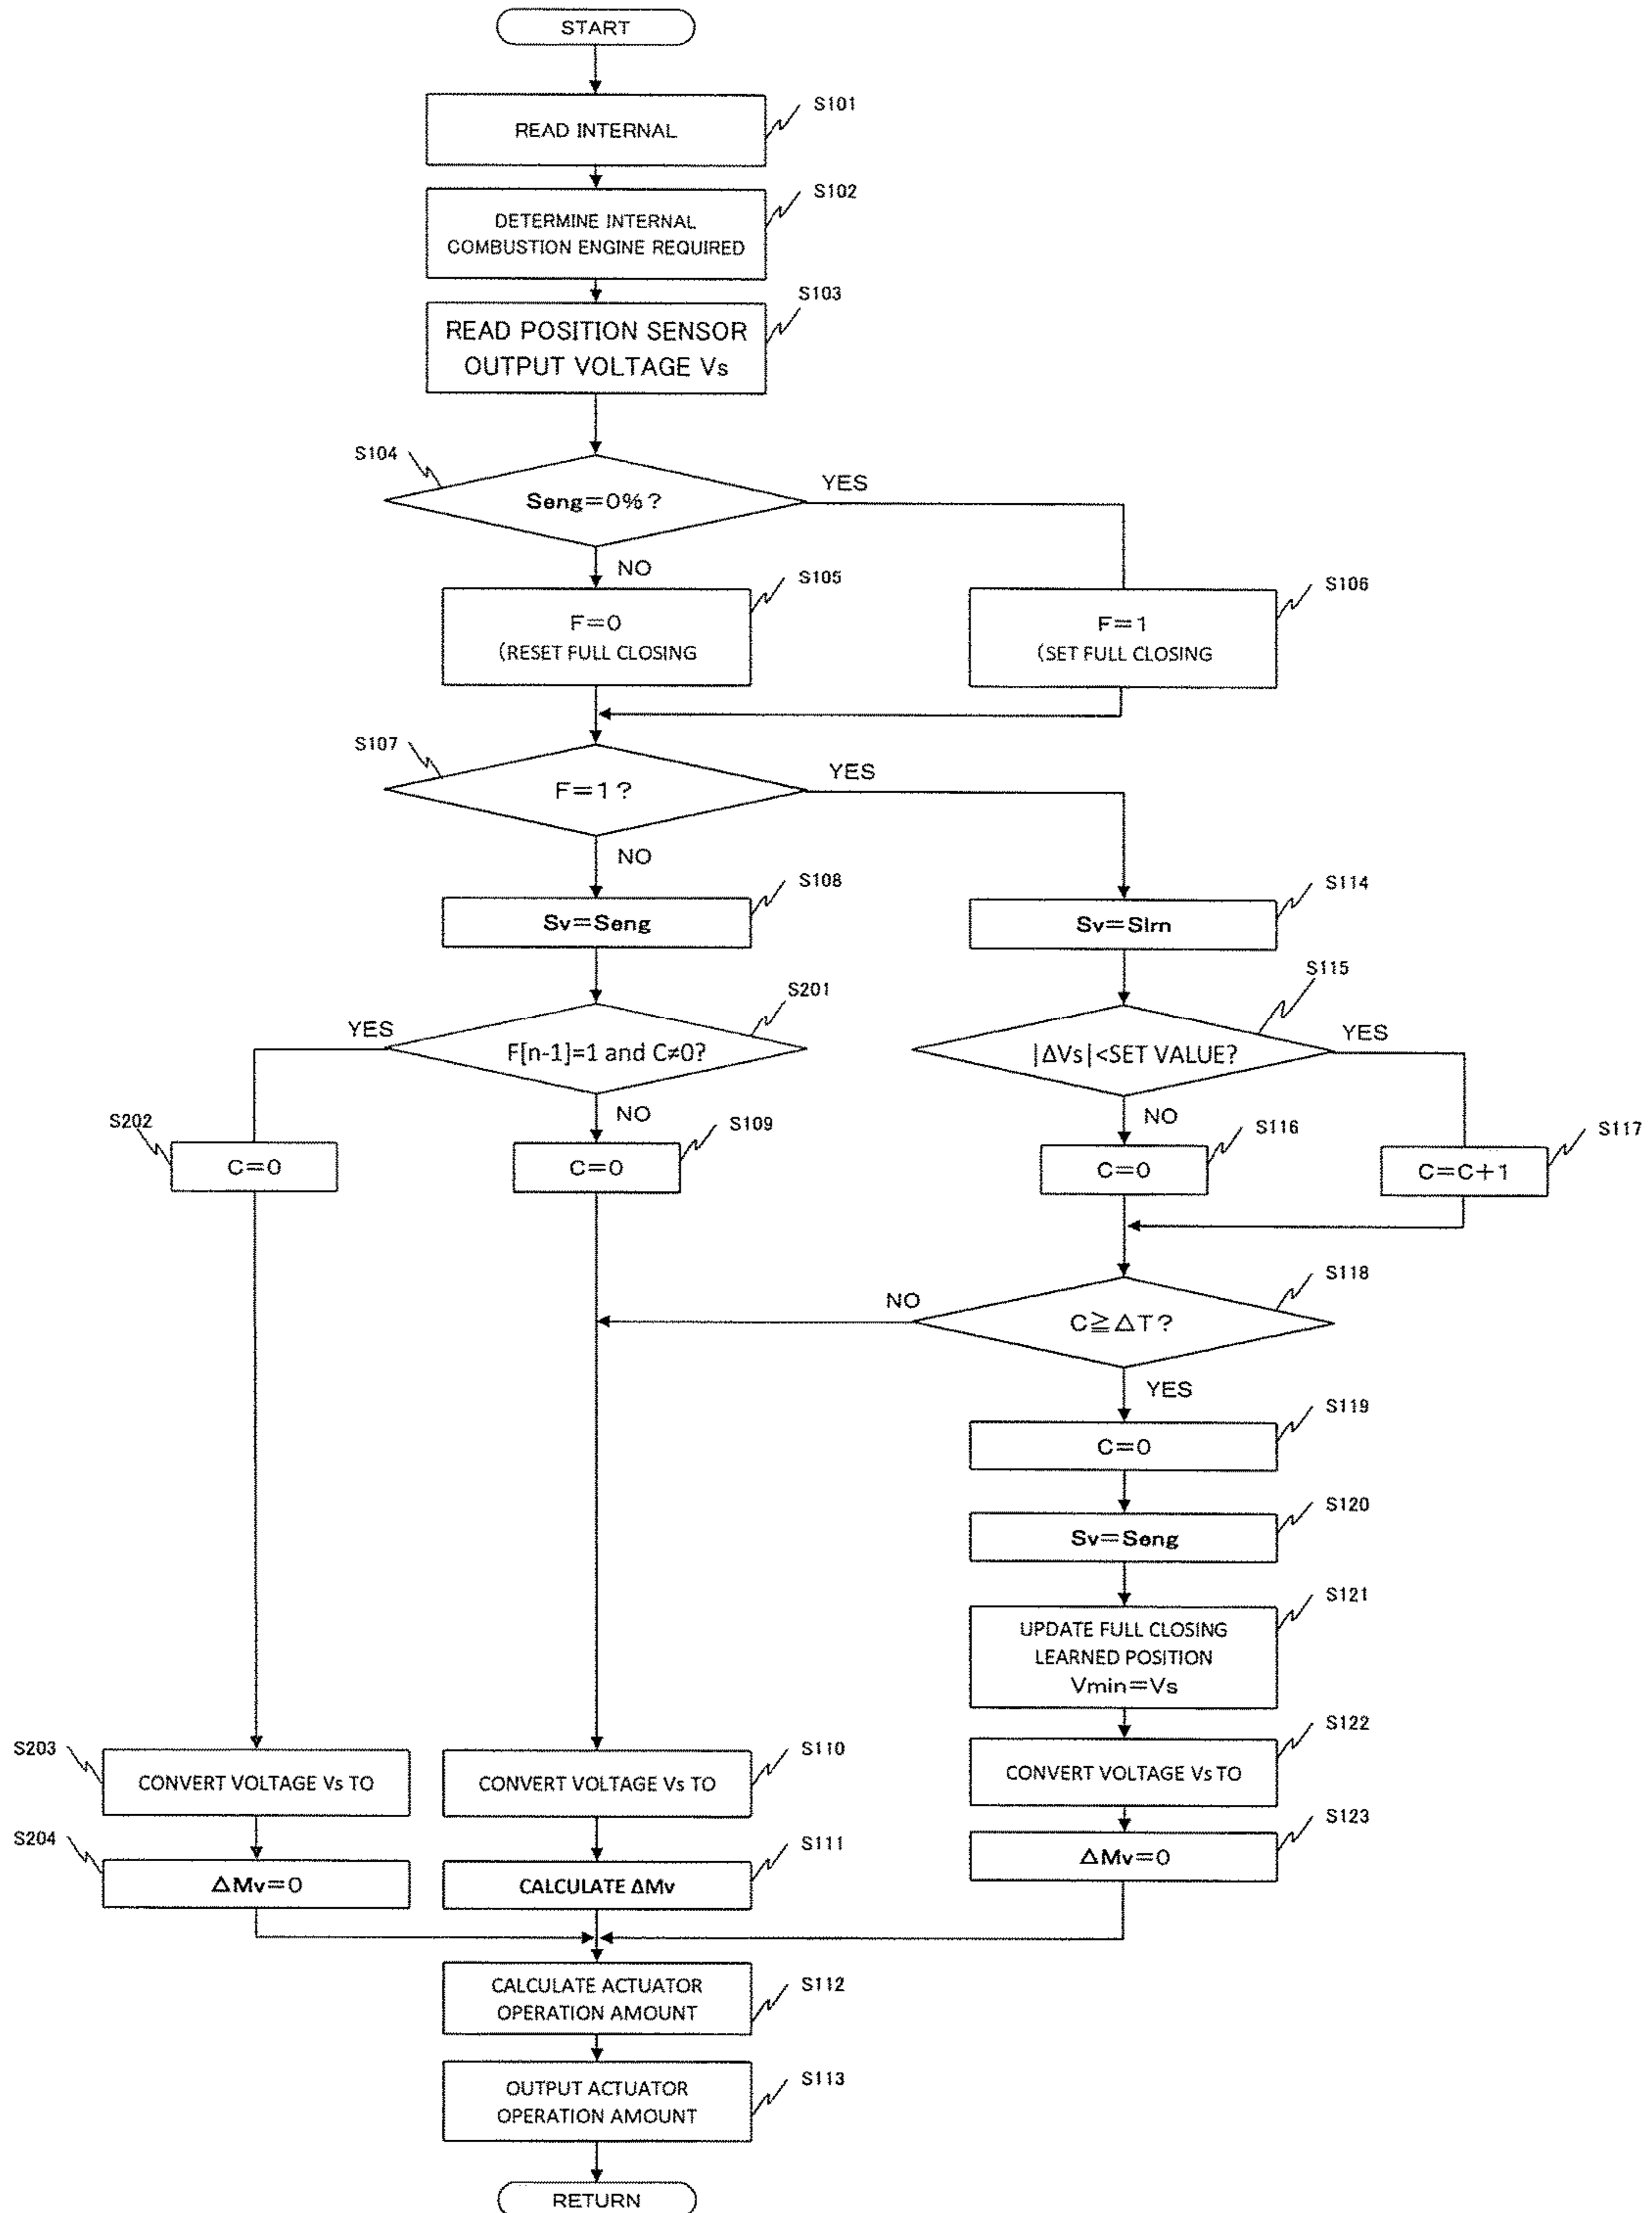 START
S101
READ INTERNAL
S102
DETERMINE INTERNAL
COMBUSTION ENGINE REQUIRED
S103
READ POSITION SENSOR
OUTPUT VOLTAGE Vs
S104
Seng=0%?
YES
NO
S105
F=0
(RESET FULL CLOSING
S106
F=1
(SET FULL CLOSING
S107
F=1?
YES
NO
S108
Sv=Seng
S114
Sv=Slrn
S201
YES
F[n-1]=1 and C≠0?
NO
S115
|ΔVs|<SET VALUE?
YES
NO
S202
C=0
S109
C=0
S116
C=0
S117
C=C+1
S118
NO
C≧ΔT?
YES
S119
C=0
S120
Sv=Seng
S121
UPDATE FULL CLOSING
LEARNED POSITION
Vmin=Vs
S203
CONVERT VOLTAGE Vs TO
S110
CONVERT VOLTAGE Vs TO
S122
CONVERT VOLTAGE Vs TO
S204
ΔMv=0
S111
CALCULATE ΔMv
S123
ΔMv=0
S112
CALCULATE ACTUATOR
OPERATION AMOUNT
S113
OUTPUT ACTUATOR
OPERATION AMOUNT
RETURN